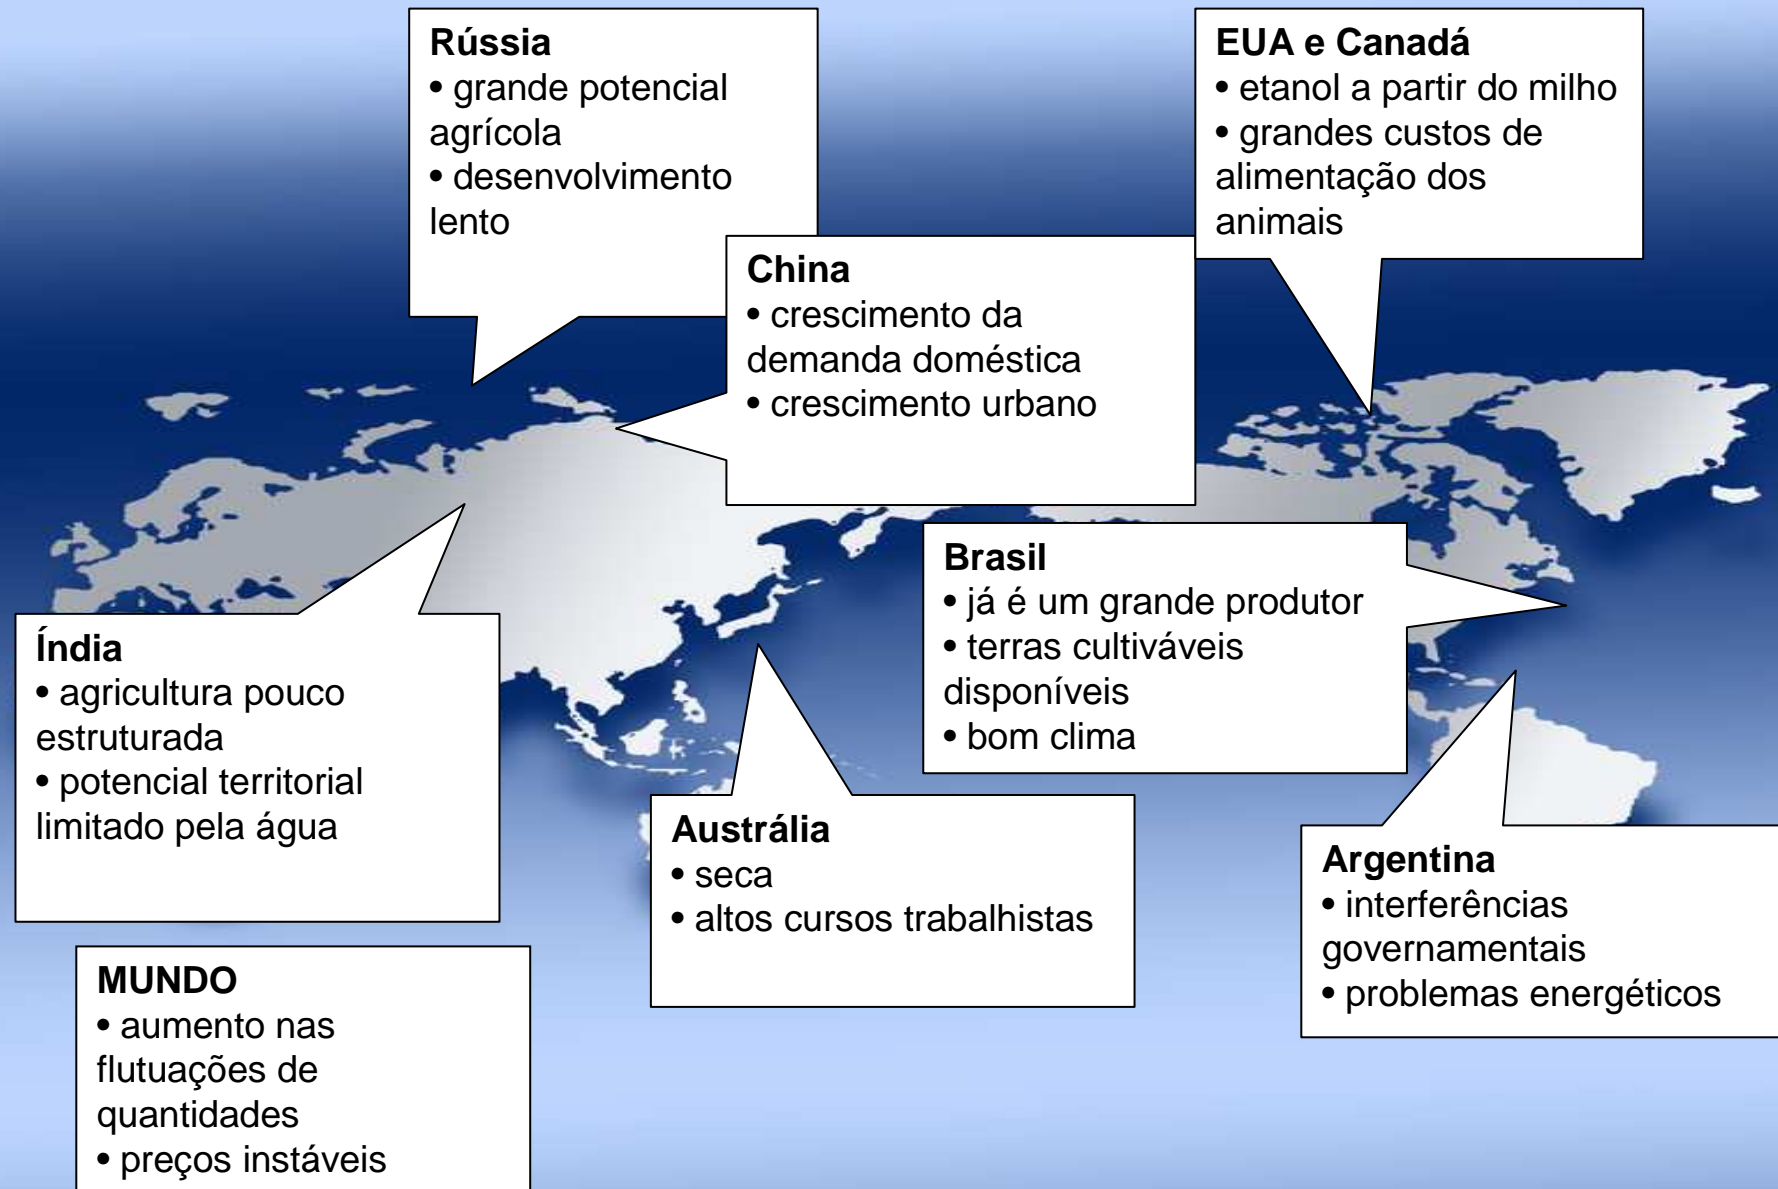 Rússia
• grande potencial
agrícola
• desenvolvimento
lento
EUA e Canadá
• etanol a partir do milho
• grandes custos de
alimentação dos
animais
China
• crescimento da
demanda doméstica
• crescimento urbano
Brasil
• já é um grande produtor
• terras cultiváveis
disponíveis
• bom clima
Índia
• agricultura pouco
estruturada
• potencial territorial
limitado pela água
Austrália
• seca
• altos cursos trabalhistas
Argentina
• interferências
governamentais
• problemas energéticos
MUNDO
• aumento nas
flutuações de
quantidades
• preços instáveis